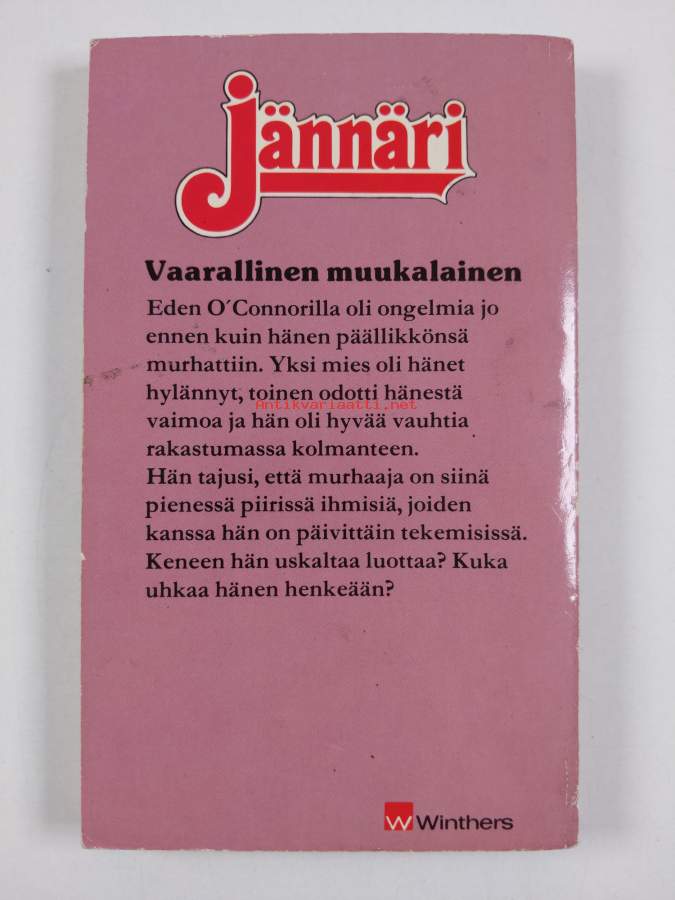 Jännäri
Vaarallinen muukalainen
Eden O´Connorilla oli ongelmia jo
ennen kuin hänen päällikkönsä
murhattiin. Yksi mies oli hänet
hylännyt, toinen odotti hänestä
Antikvariaatti.net
vaimoa ja hän oli hyvää vauhtia
rakastumassa kolmanteen.
Hän tajusi, että murhaaja on siinä
pienessä piirissä ihmisiä, joiden
kanssa hän on päivittäin tekemisissä.
Keneen hän uskaltaa luottaa? Kuka
uhkaa hänen henkeään?
W Winthers